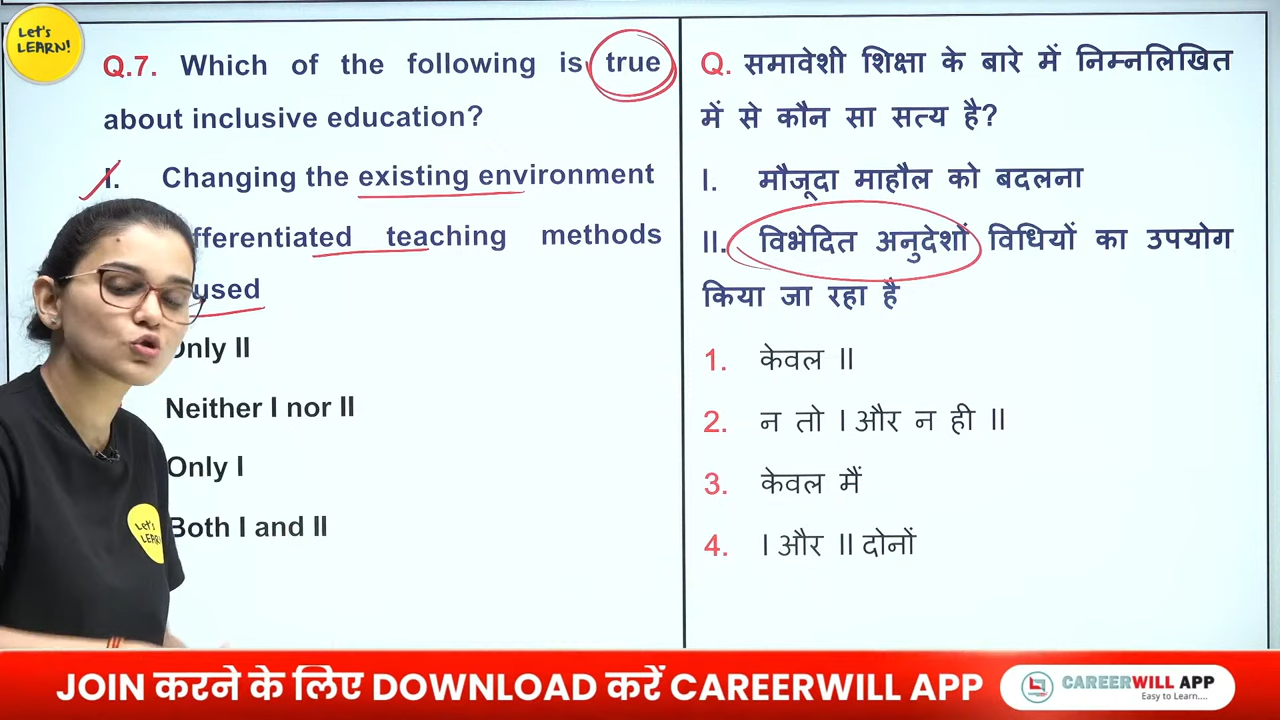 Let's
LEARN!
Q.7. Which of the following is true
about inclusive education?
I. Changing the existing environment
fferentiated teaching methods
used
Only II
Neither I nor II
Only I
Both I and II
Let's
LEARN
Q. समावेशी शिक्षा के बारे में निम्नलिखित
में से कौन सा सत्य है?
I. मौजूदा माहौल को बदलना
II. विभेदित अनुदेशों विधियों का उपयोग
किया जा रहा है
1. केवल II
2. न तो I और न ही II
3. केवल मैं
4. I और II दोनों
JOIN करने के लिए DOWNLOAD करें CAREERWILL APP
CAREERWILL APP
Easy to Learn....